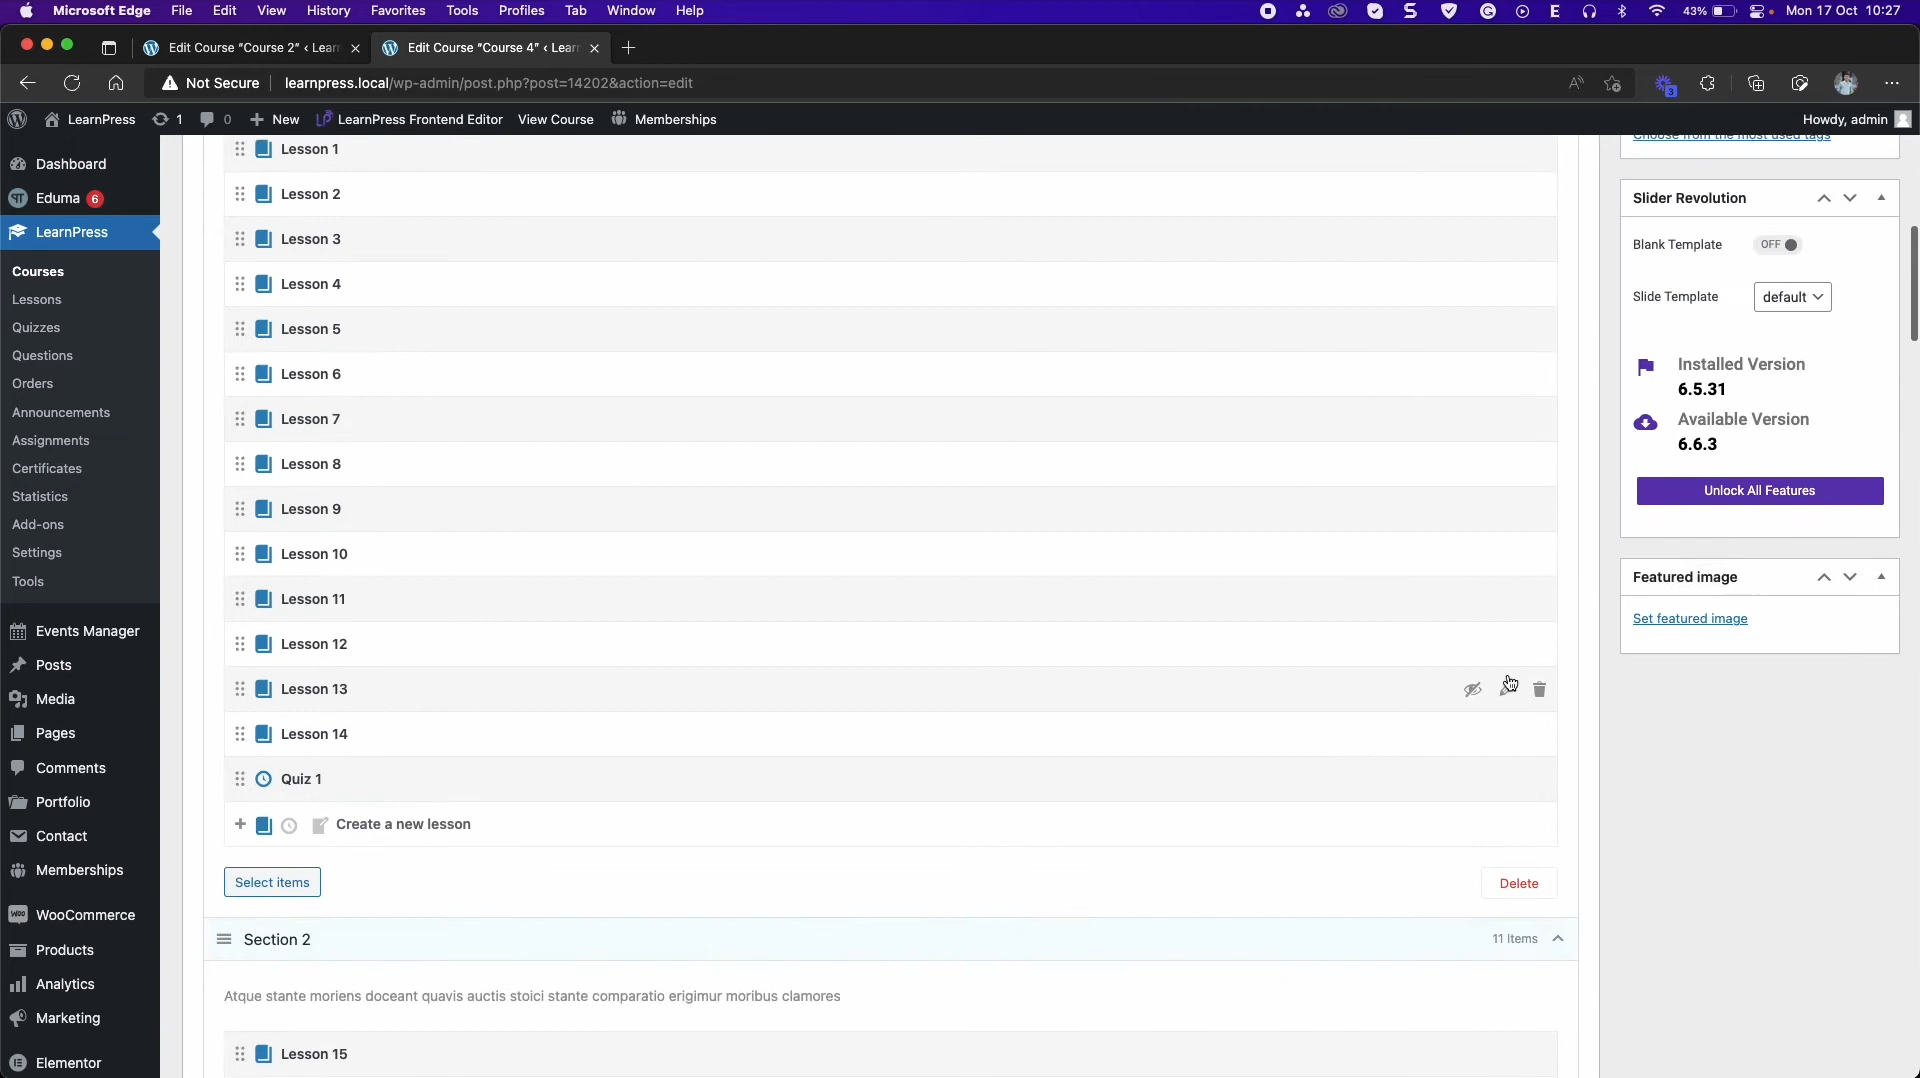 Microsoft Edge File Edit View History Favorites Tools Profiles Tab Window Help 43% Mon 17 Oct 10:27
Edit Course "Course 2" ‹ Lear
Edit Course "Course 4" ‹ Lear
Not Secure learnpress.local/wp-admin/post.php?post=14202&action=edit
3
LearnPress 1 0 New LearnPress Frontend Editor View Course Memberships Howdy, admin
Dashboard
Eduma 6
LearnPress
Courses
Lessons
Quizzes
Questions
Orders
Announcements
Assignments
Certificates
Statistics
Add-ons
Settings
Tools
Events Manager
Posts
Media
Pages
Comments
Portfolio
Contact
Memberships
WooCommerce
Products
Analytics
Marketing
Elementor
Lesson 1
Lesson 2
Lesson 3
Lesson 4
Lesson 5
Lesson 6
Lesson 7
Lesson 8
Lesson 9
Lesson 10
Lesson 11
Lesson 12
Lesson 13
Lesson 14
Quiz 1
Create a new lesson
Select items
Delete
Section 2
11 Items
Atque stante moriens doceant quavis auctis stoici stante comparatio erigimur moribus clamores
Lesson 15
Choose from the most used tags
Slider Revolution
Blank Template OFF
Slide Template default
Installed Version
6.5.31
Available Version
6.6.3
Unlock All Features
Featured image
Set featured image